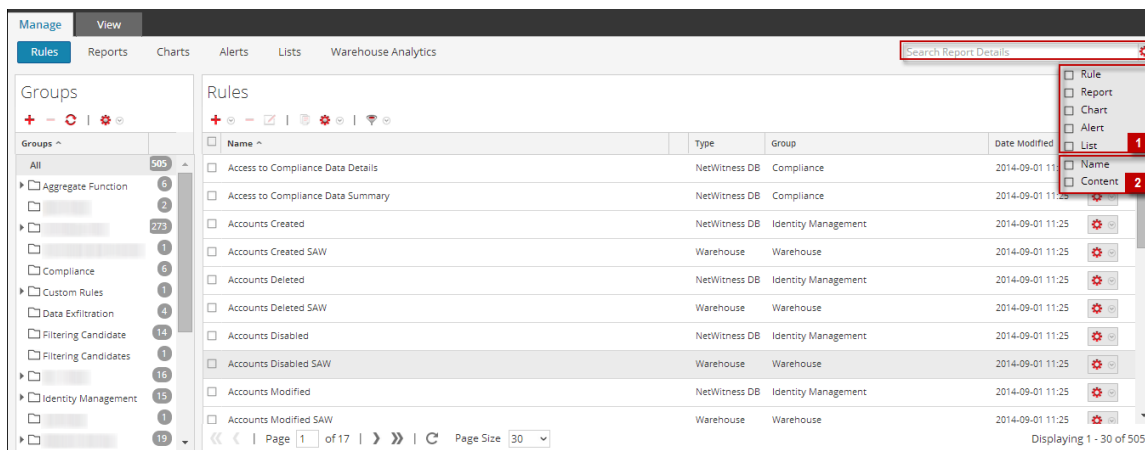 Manage View
Rules Reports Charts Alerts Lists Warehouse Analytics Search Report Details
Rule
Report
Chart
Alert
List 1
Name
Content 2
Groups
Groups
All 505
Aggregate Function 6
2
273
1
Compliance 6
Custom Rules 1
Data Exfiltration 4
Filtering Candidate 14
Filtering Candidates 1
16
Identity Management 15
1
19
Rules
Name Type Group Date Modified
Access to Compliance Data Details NetWitness DB Compliance 2014-09-01 11:
Access to Compliance Data Summary NetWitness DB Compliance 2014-09-01 11:25
Accounts Created NetWitness DB Identity Management 2014-09-01 11:25
Accounts Created SAW Warehouse Warehouse 2014-09-01 11:25
Accounts Deleted NetWitness DB Identity Management 2014-09-01 11:25
Accounts Deleted SAW Warehouse Warehouse 2014-09-01 11:25
Accounts Disabled NetWitness DB Identity Management 2014-09-01 11:25
Accounts Disabled SAW Warehouse Warehouse 2014-09-01 11:25
Accounts Modified NetWitness DB Identity Management 2014-09-01 11:25
Accounts Modified SAW Warehouse Warehouse 2014-09-01 11:25
Page 1 of 17 Page Size 30 Displaying 1 - 30 of 505